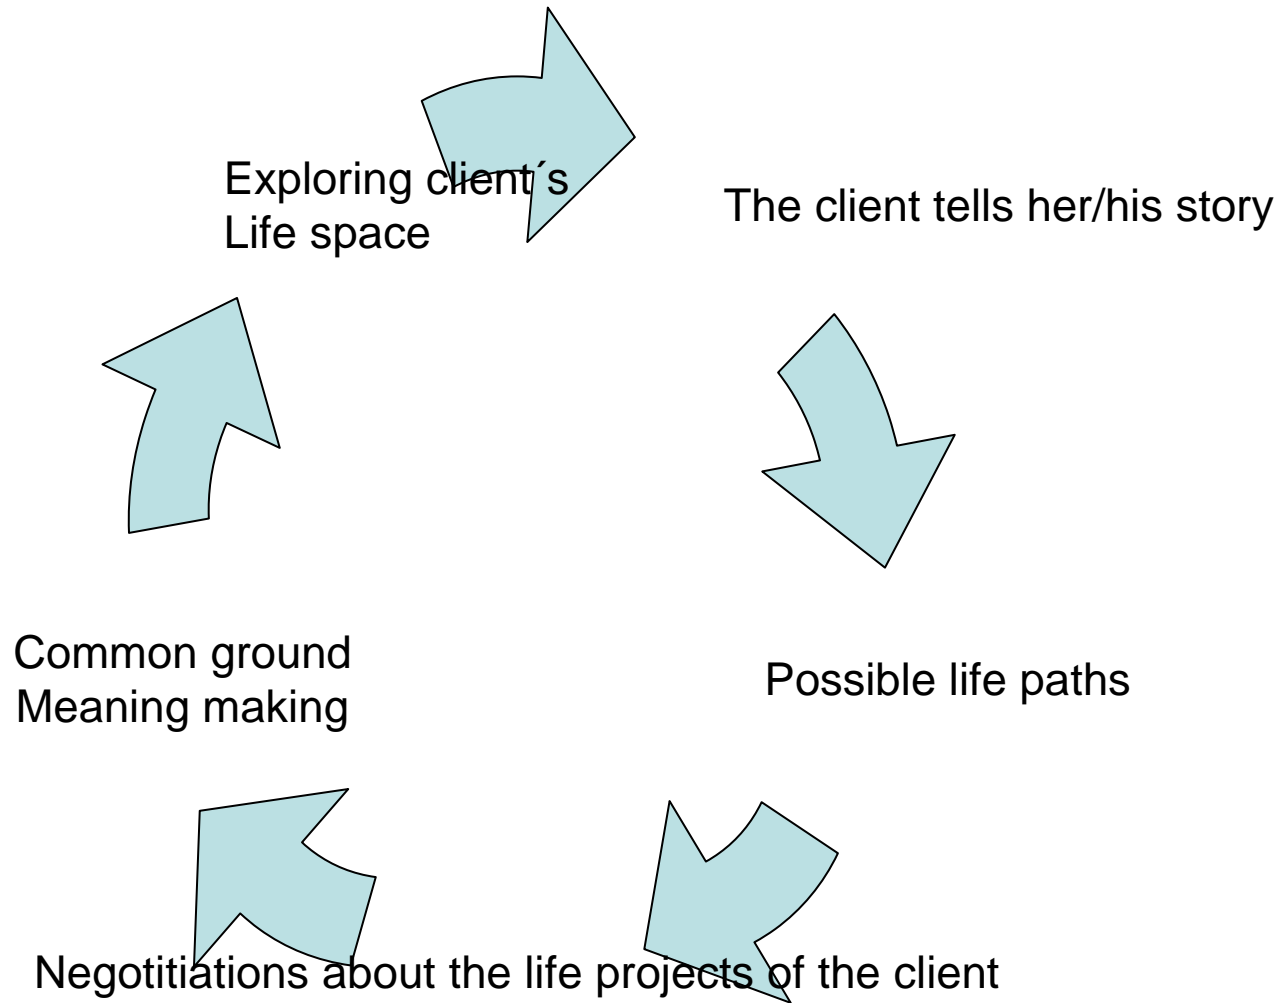 Exploring client´s
Life space
The client tells her/his story
Common ground
Meaning making
Possible life paths
Negotitiations about the life projects of the client